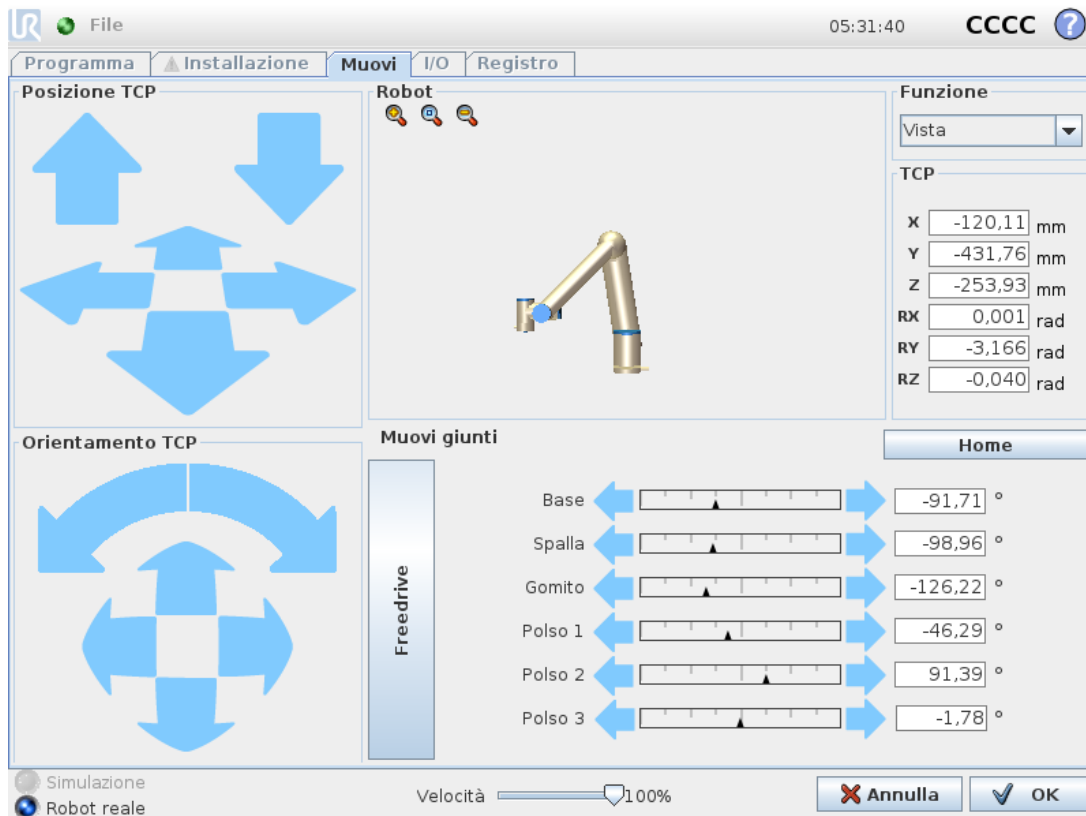 UR File 05:31:40 CCCC ?
Programma Installazione Muovi I/O Registro
Posizione TCP
Robot
Funzione
Vista
TCP
X -120,11 mm
Y -431,76 mm
Z -253,93 mm
RX 0,001 rad
RY -3,166 rad
RZ -0,040 rad
Orientamento TCP
Muovi giunti
Home
Freedrive
Base -91,71 °
Spalla -98,96 °
Gomito -126,22 °
Polso 1 -46,29 °
Polso 2 91,39 °
Polso 3 -1,78 °
Simulazione
Robot reale
Velocità 100%
Annulla
OK